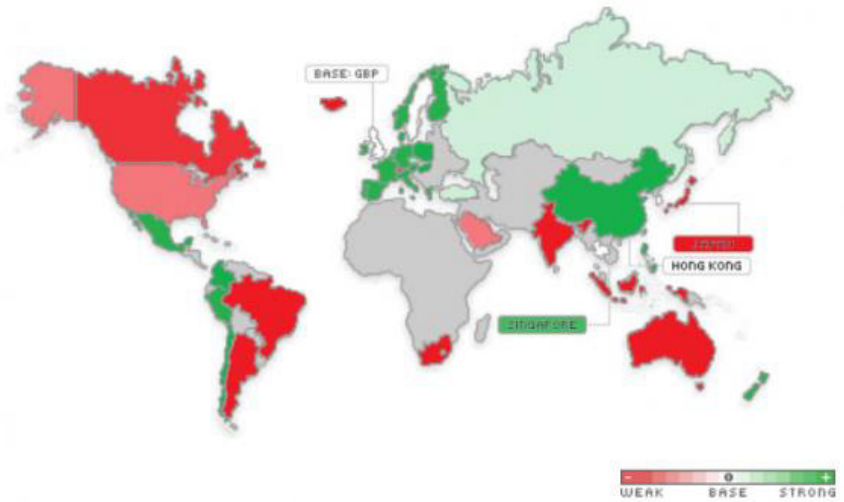 BASE: GBP
JAPAN
HONG KONG
SINGAPORE
- 0 +
WEAK BASE STRONG